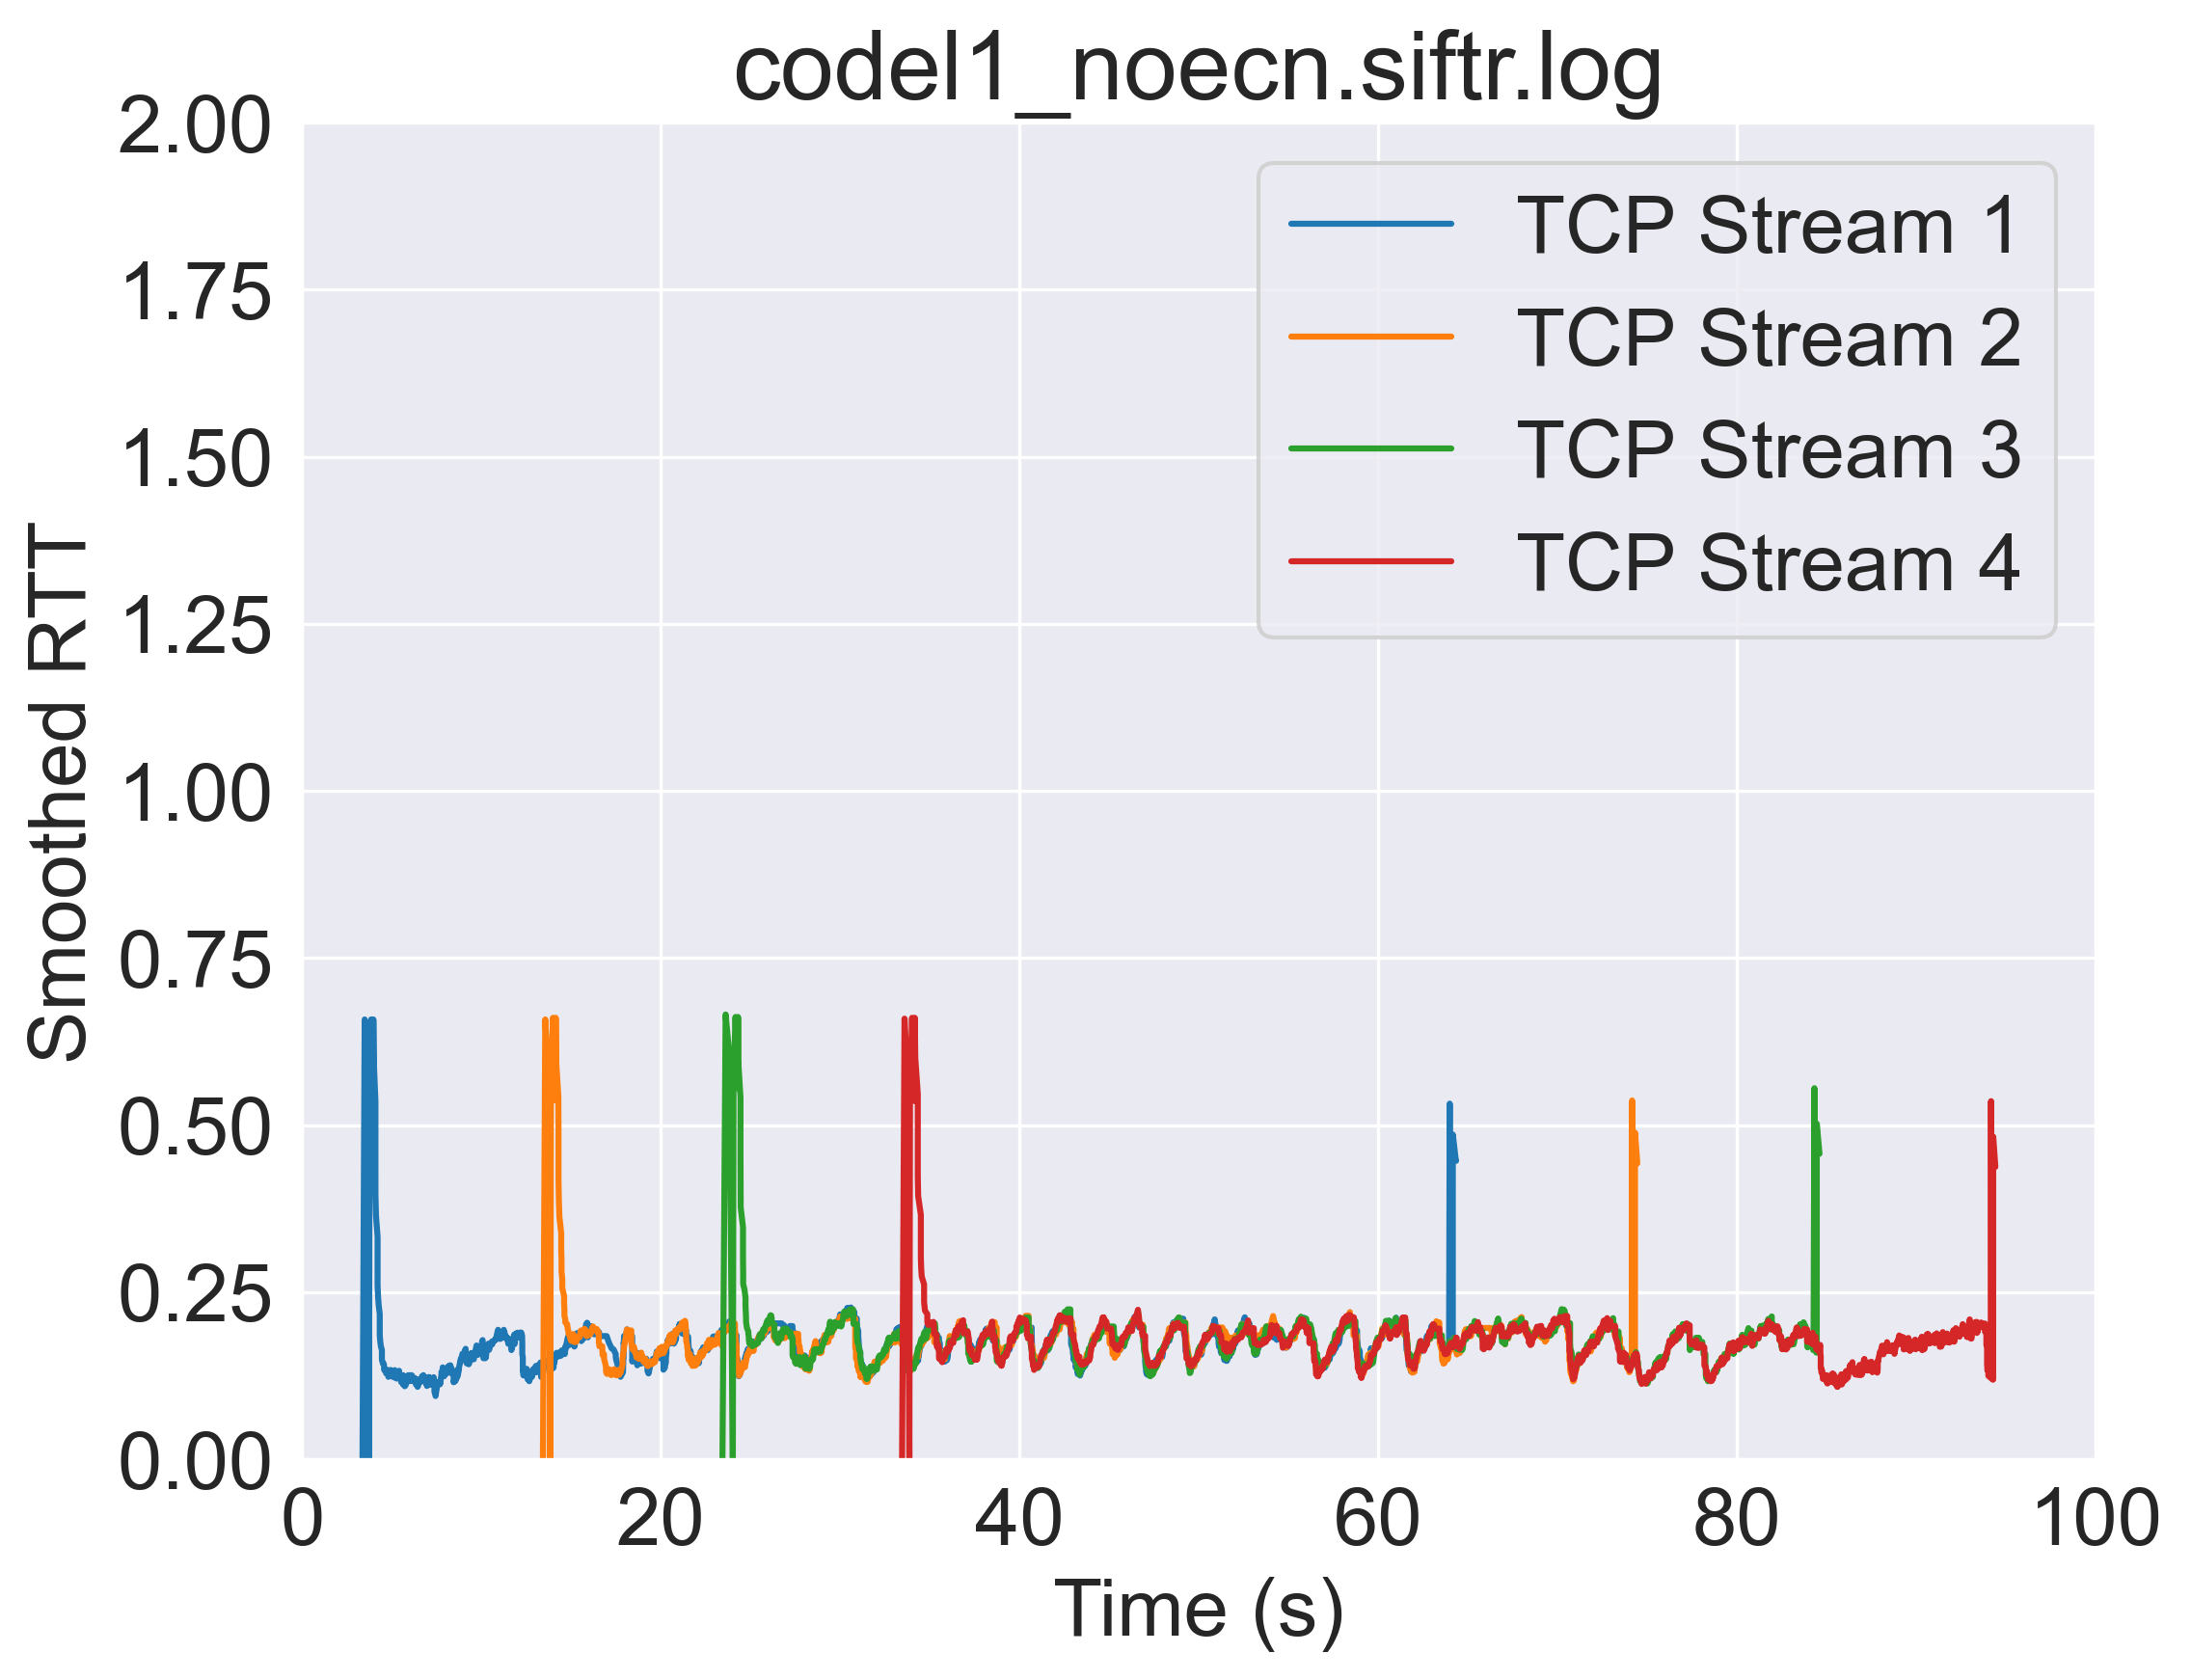 codel1_noecn.siftr.log
2.00
1.75
1.50
1.25
1.00
0.75
0.50
0.25
0.00
Smoothed RTT
TCP Stream 1
TCP Stream 2
TCP Stream 3
TCP Stream 4
0 20 40 60 80 100
Time (s)